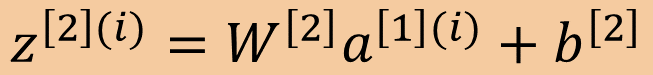 z^[2](i) = W^[2]a^[1](i) + b^[2]